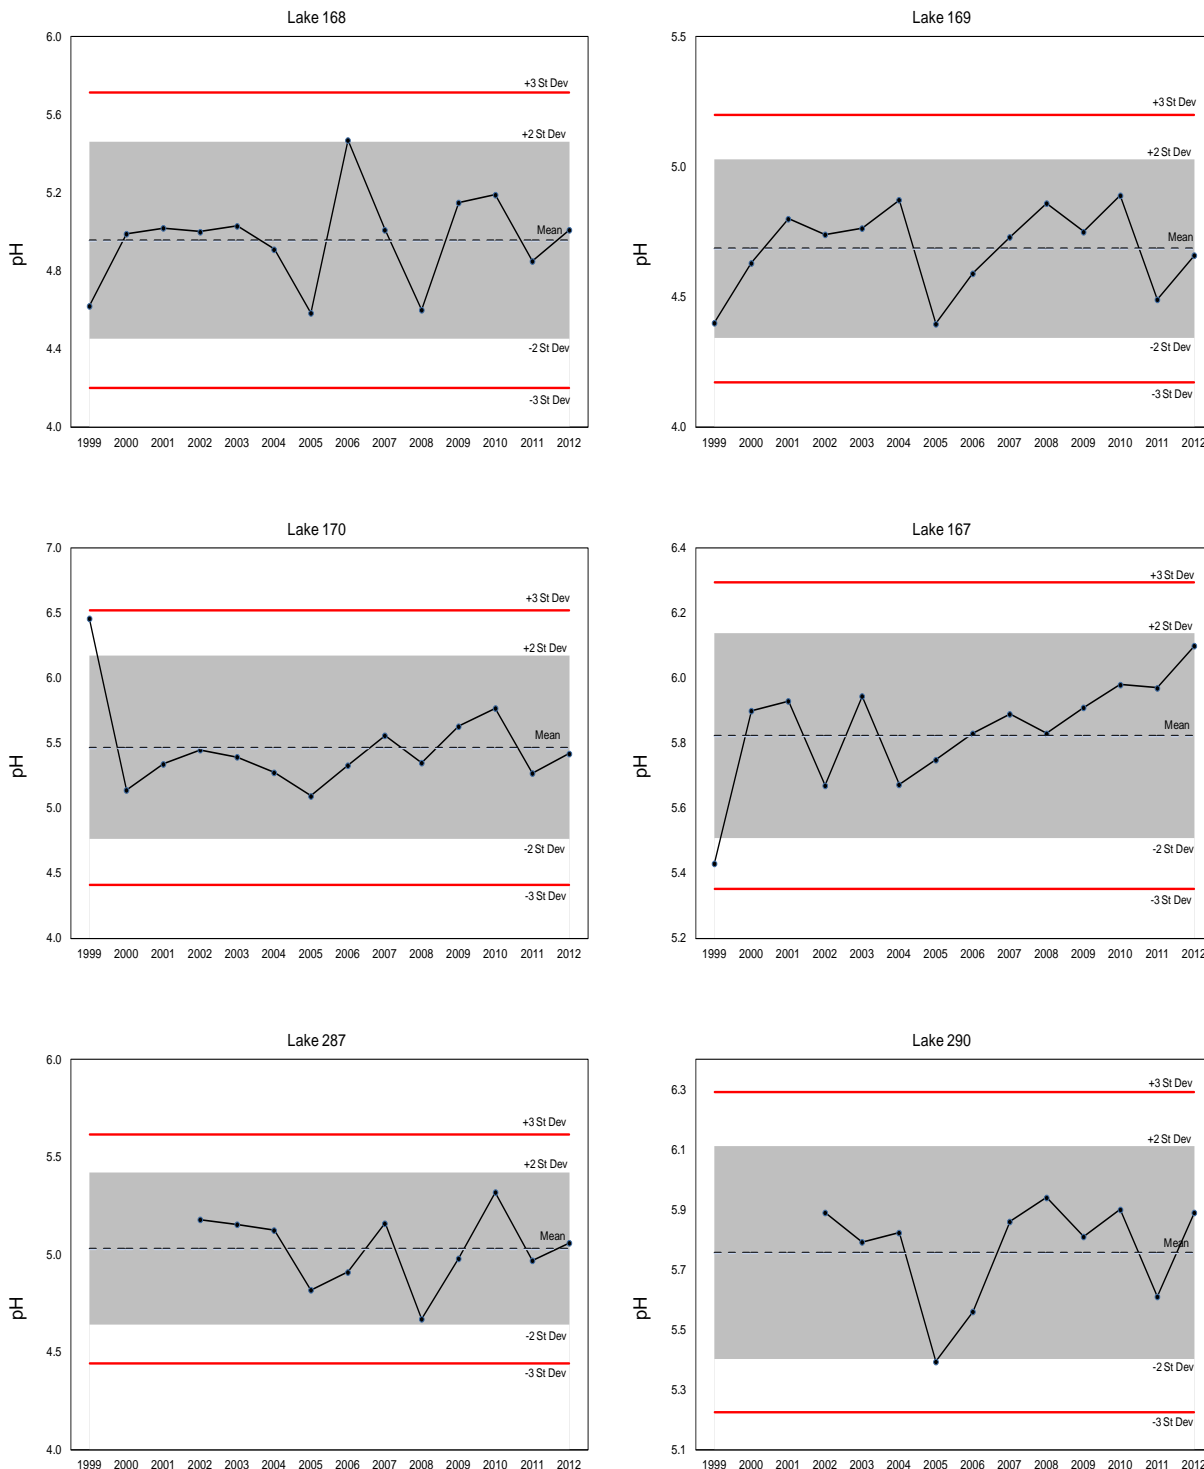 Lake 168
6.0
5.6
5.2
4.8
4.4
4.0
pH
+3 St Dev
+2 St Dev
Mean
-2 St Dev
-3 St Dev
1999 2000 2001 2002 2003 2004 2005 2006 2007 2008 2009 2010 2011 2012
Lake 169
5.5
5.0
4.5
4.0
pH
+3 St Dev
+2 St Dev
Mean
-2 St Dev
-3 St Dev
1999 2000 2001 2002 2003 2004 2005 2006 2007 2008 2009 2010 2011 2012
Lake 170
7.0
6.5
6.0
5.5
5.0
4.5
4.0
pH
+3 St Dev
+2 St Dev
Mean
-2 St Dev
-3 St Dev
1999 2000 2001 2002 2003 2004 2005 2006 2007 2008 2009 2010 2011 2012
Lake 167
6.4
6.2
6.0
5.8
5.6
5.4
5.2
pH
+3 St Dev
+2 St Dev
Mean
-2 St Dev
-3 St Dev
1999 2000 2001 2002 2003 2004 2005 2006 2007 2008 2009 2010 2011 2012
Lake 287
6.0
5.5
5.0
4.5
4.0
pH
+3 St Dev
+2 St Dev
Mean
-2 St Dev
-3 St Dev
1999 2000 2001 2002 2003 2004 2005 2006 2007 2008 2009 2010 2011 2012
Lake 290
6.3
6.1
5.9
5.7
5.5
5.3
5.1
pH
+3 St Dev
+2 St Dev
Mean
-2 St Dev
-3 St Dev
1999 2000 2001 2002 2003 2004 2005 2006 2007 2008 2009 2010 2011 2012